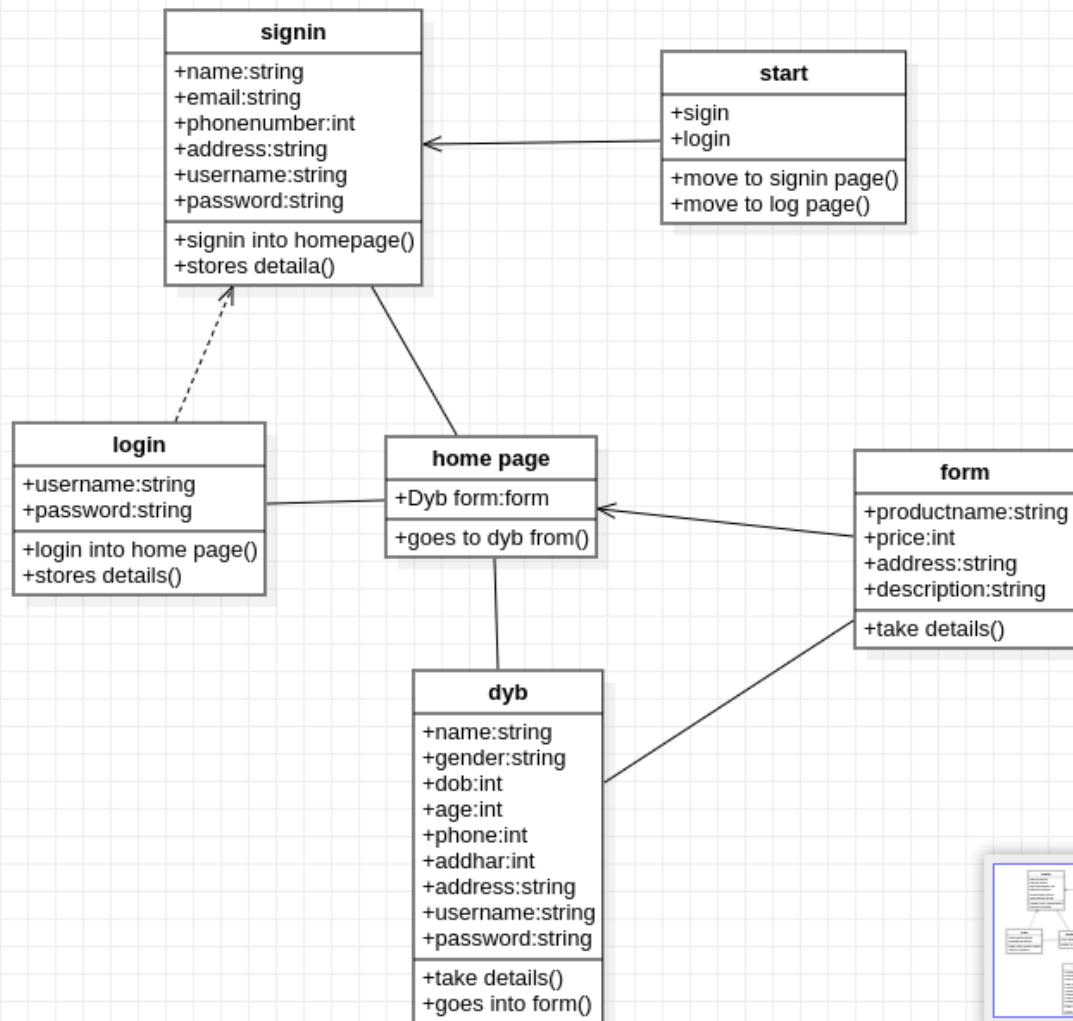 signin
+name:string
+email:string
+phonenumber:int
+address:string
+username:string
+password:string
+signin into homepage()
+stores detaila()
start
+sigin
+login
+move to signin page()
+move to log page()
login
+username:string
+password:string
+login into home page()
+stores details()
home page
+Dyb form:form
+goes to dyb from()
form
+productname:string
+price:int
+address:string
+description:string
+take details()
dyb
+name:string
+gender:string
+dob:int
+age:int
+phone:int
+addhar:int
+address:string
+username:string
+password:string
+take details()
+goes into form()